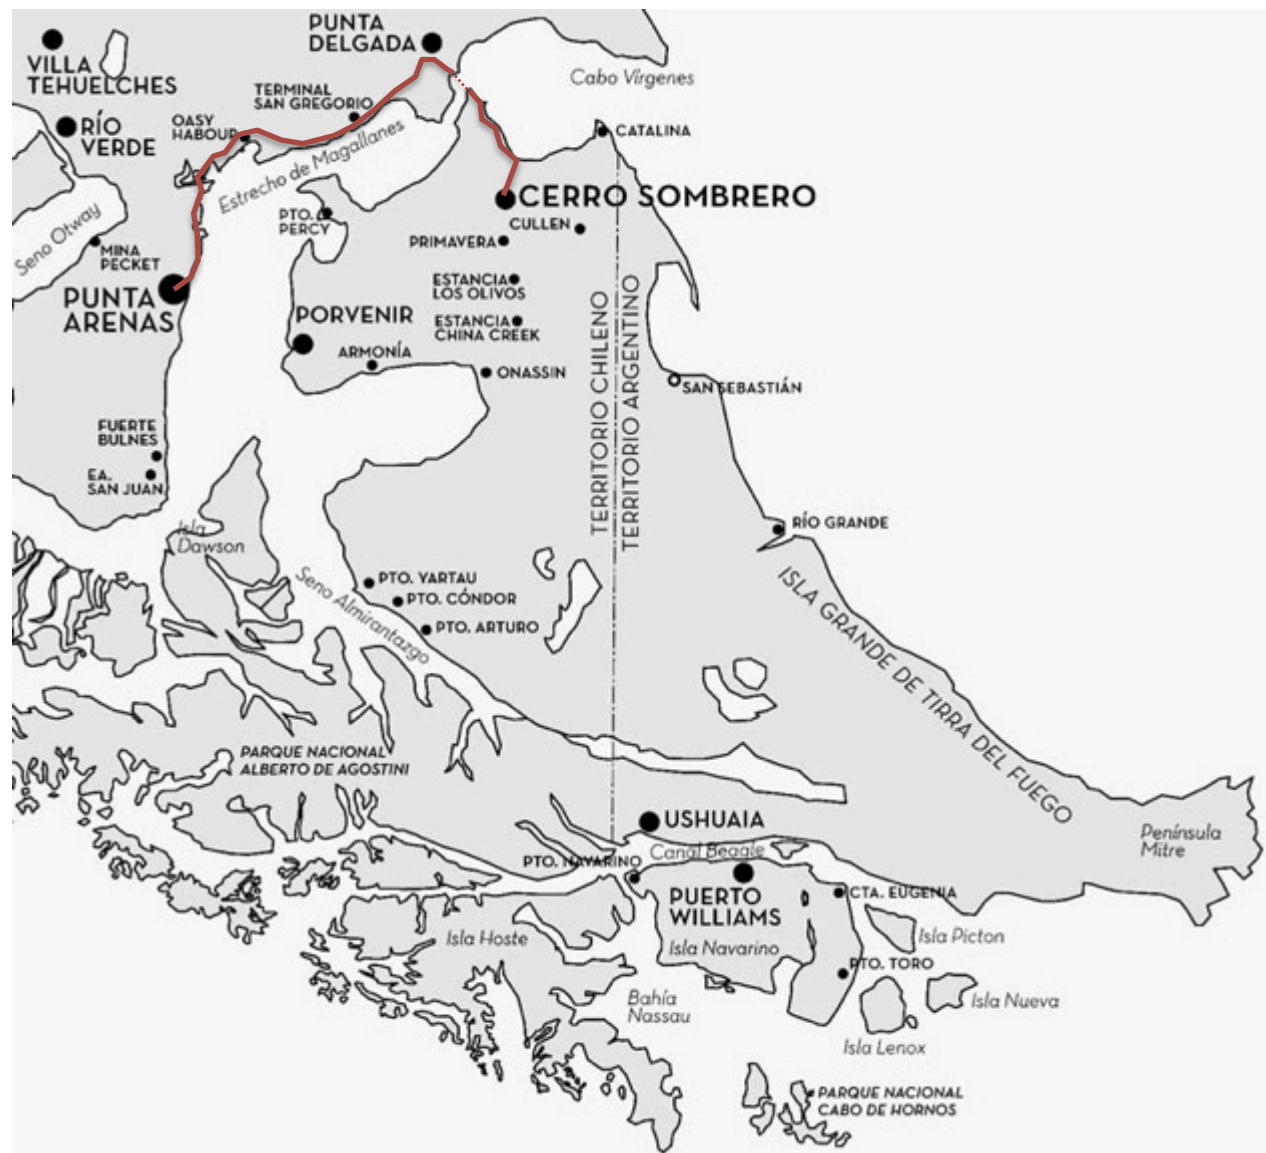 PUNTA
DELGADA
VILLA
TEHUELCHES
Cabo Vírgenes
TERMINAL
SAN GREGORIO
OASY
HABOUR
RÍO
VERDE
CATALINA
Estrecho de Magallanes
CERRO SOMBRERO
PTO.
PERCY
CULLEN
PRIMAVERA
Seno Otway
MINA
PECKET
ESTANCIA
LOS OLIVOS
PUNTA
ARENAS
PORVENIR
ESTANCIA
CHINA CREEK
ARMONÍA
ONASSIN
TERRITORIO CHILENO
TERRITORIO ARGENTINO
SAN SEBASTIÁN
FUERTE
BULNES
EA.
SAN JUAN
RÍO GRANDE
Isla
Dawson
Seno Almirantazgo
PTO. YARTAU
PTO. CÓNDOR
PTO. ARTURO
ISLA GRANDE DE TIRRA DEL FUEGO
PARQUE NACIONAL
ALBERTO DE AGOSTINI
USHUAIA
Península
Mitre
Canal Beagle
PTO. NAVARINO
PUERTO
WILLIAMS
CTA. EUGENIA
Isla Hoste
Isla Navarino
Isla Picton
PTO. TORO
Bahía
Nassau
Isla Nueva
Isla Lenox
PARQUE NACIONAL
CABO DE HORNOS